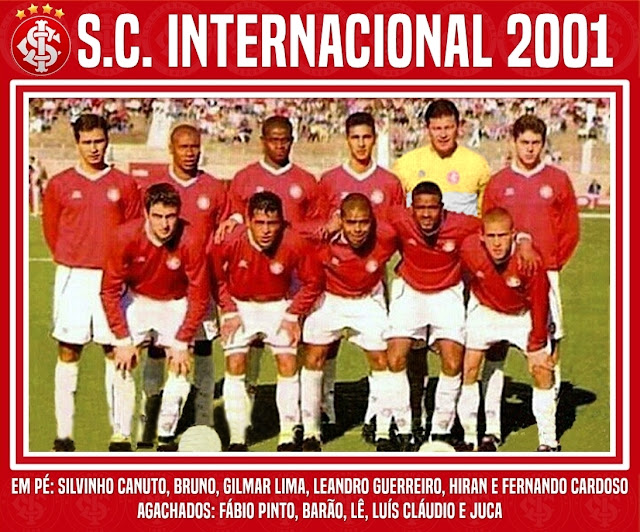 S.C. INTERNACIONAL 2001
EM PÉ: SILVINHO CANUTO, BRUNO, GILMAR LIMA, LEANDRO GUERREIRO, HIRAN E FERNANDO CARDOSO
AGACHADOS: FÁBIO PINTO, BARÃO, LÊ, LUÍS CLÁUDIO E JUCA